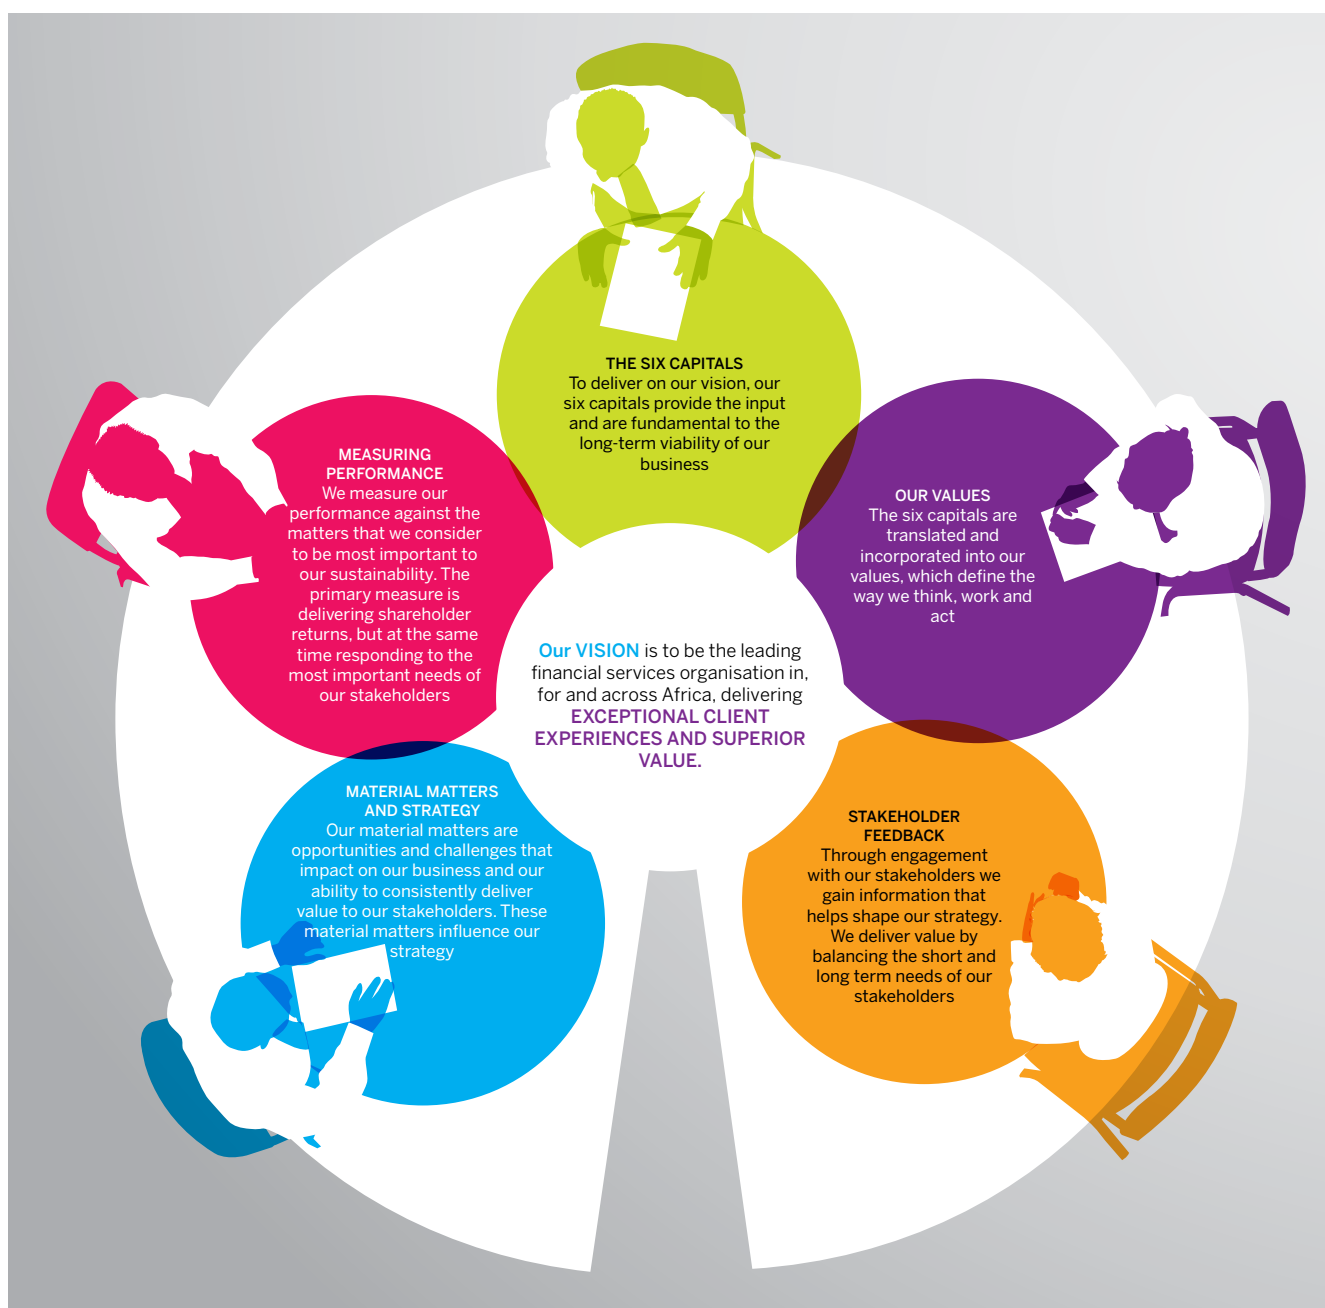 THE SIX CAPITALS
To deliver on our vision, our
six capitals provide the input
and are fundamental to the
long-term viability of our
business
OUR VALUES
The six capitals are
translated and
incorporated into our
values, which define the
way we think, work and
act
STAKEHOLDER
FEEDBACK
Through engagement
with our stakeholders we
gain information that
helps shape our strategy.
We deliver value by
balancing the short and
long term needs of our
stakeholders
MATERIAL MATTERS
AND STRATEGY
Our material matters are
opportunities and challenges that
impact on our business and our
ability to consistently deliver
value to our stakeholders. These
material matters influence our
strategy
MEASURING
PERFORMANCE
We measure our
performance against the
matters that we consider
to be most important to
our sustainability. The
primary measure is
delivering shareholder
returns, but at the same
time responding to the
most important needs of
our stakeholders
Our VISION is to be the leading
financial services organisation in,
for and across Africa, delivering
EXCEPTIONAL CLIENT
EXPERIENCES AND SUPERIOR
VALUE.